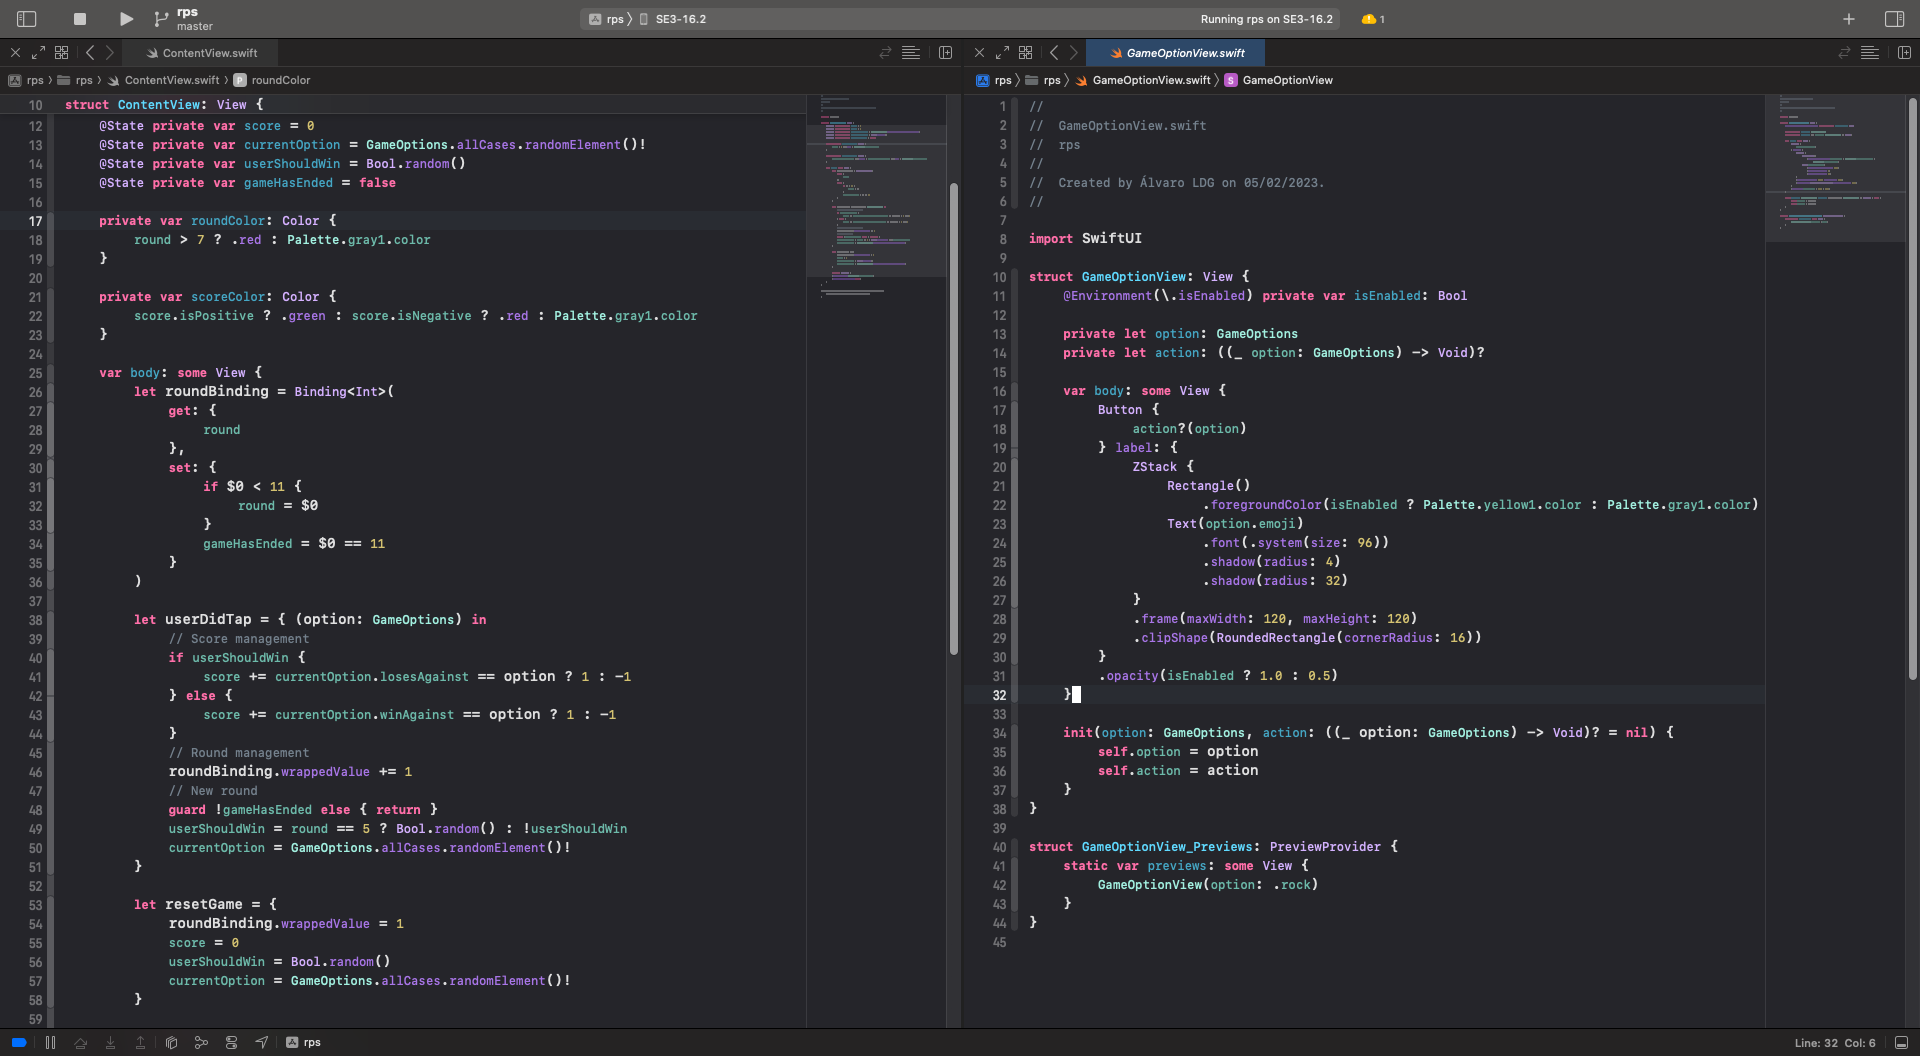 rps
master
rps 〉 SE3-16.2
Running rps on SE3-16.2
1
ContentView.swift
rps 〉 rps 〉 ContentView.swift 〉 P roundColor
10 struct ContentView: View {
12 @State private var score = 0
13 @State private var currentOption = GameOptions.allCases.randomElement()!
14 @State private var userShouldWin = Bool.random()
15 @State private var gameHasEnded = false
16
17 private var roundColor: Color {
18 round > 7 ? .red : Palette.gray1.color
19 }
20
21 private var scoreColor: Color {
22 score.isPositive ? .green : score.isNegative ? .red : Palette.gray1.color
23 }
24
25 var body: some View {
26 let roundBinding = Binding<Int>(
27 get: {
28 round
29 },
30 set: {
31 if $0 < 11 {
32 round = $0
33 }
34 gameHasEnded = $0 == 11
35 }
36 )
37
38 let userDidTap = { (option: GameOptions) in
39 // Score management
40 if userShouldWin {
41 score += currentOption.losesAgainst == option ? 1 : -1
42 } else {
43 score += currentOption.winAgainst == option ? 1 : -1
44 }
45 // Round management
46 roundBinding.wrappedValue += 1
47 // New round
48 guard !gameHasEnded else { return }
49 userShouldWin = round == 5 ? Bool.random() : !userShouldWin
50 currentOption = GameOptions.allCases.randomElement()!
51 }
52
53 let resetGame = {
54 roundBinding.wrappedValue = 1
55 score = 0
56 userShouldWin = Bool.random()
57 currentOption = GameOptions.allCases.randomElement()!
58 }
59
GameOptionView.swift
rps 〉 rps 〉 GameOptionView.swift 〉 S GameOptionView
1 //
2 //  GameOptionView.swift
3 //  rps
4 //
5 //  Created by Álvaro LDG on 05/02/2023.
6 //
7
8 import SwiftUI
9
10 struct GameOptionView: View {
11 @Environment(\.isEnabled) private var isEnabled: Bool
12
13 private let option: GameOptions
14 private let action: ((_ option: GameOptions) -> Void)?
15
16 var body: some View {
17 Button {
18 action?(option)
19 } label: {
20 ZStack {
21 Rectangle()
22 .foregroundColor(isEnabled ? Palette.yellow1.color : Palette.gray1.color)
23 Text(option.emoji)
24 .font(.system(size: 96))
25 .shadow(radius: 4)
26 .shadow(radius: 32)
27 }
28 .frame(maxWidth: 120, maxHeight: 120)
29 .clipShape(RoundedRectangle(cornerRadius: 16))
30 }
31 .opacity(isEnabled ? 1.0 : 0.5)
32 }
33
34 init(option: GameOptions, action: ((_ option: GameOptions) -> Void)? = nil) {
35 self.option = option
36 self.action = action
37 }
38 }
39
40 struct GameOptionView_Previews: PreviewProvider {
41 static var previews: some View {
42 GameOptionView(option: .rock)
43 }
44 }
45
rps
Line: 32 Col: 6